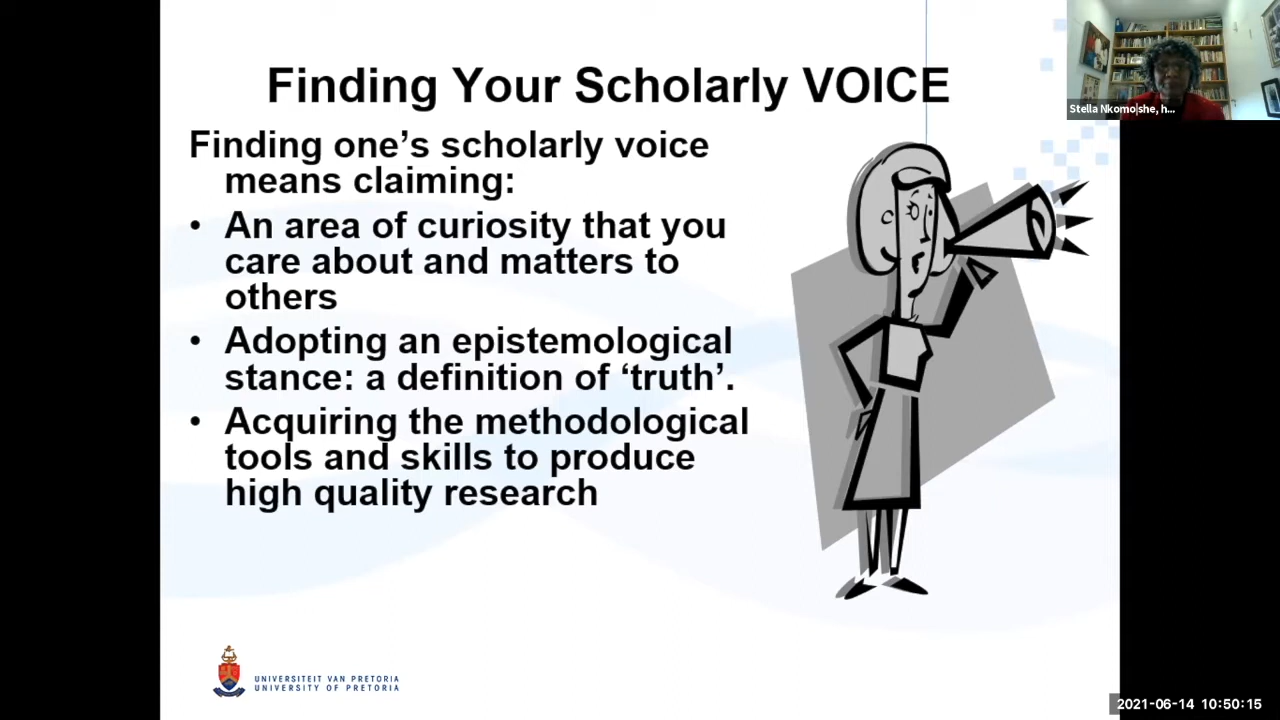 Finding Your Scholarly VOICE
Finding one’s scholarly voice
means claiming:
• An area of curiosity that you
care about and matters to
others
• Adopting an epistemological
stance: a definition of ‘truth’.
• Acquiring the methodological
tools and skills to produce
high quality research
UNIVERSITEIT VAN PRETORIA
UNIVERSITY OF PRETORIA
Stella Nkomo|she, h...
2021-06-14 10:50:15